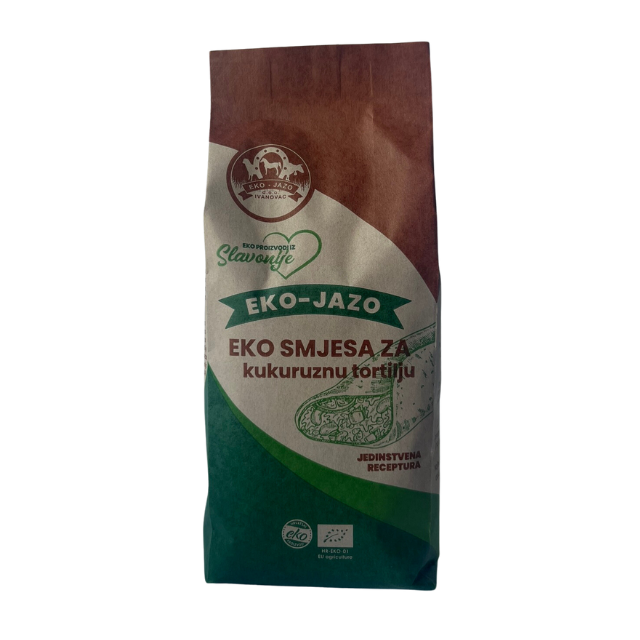 EKO - JAZO
d.o.o
IVANOVAC
EKO PROIZVODI IZ
Slavonije
EKO-JAZO
EKO SMJESA ZA
kukuruznu tortilju
JEDINSTVENA
RECEPTURA
eko
HR-EKO-01
EU agriculture